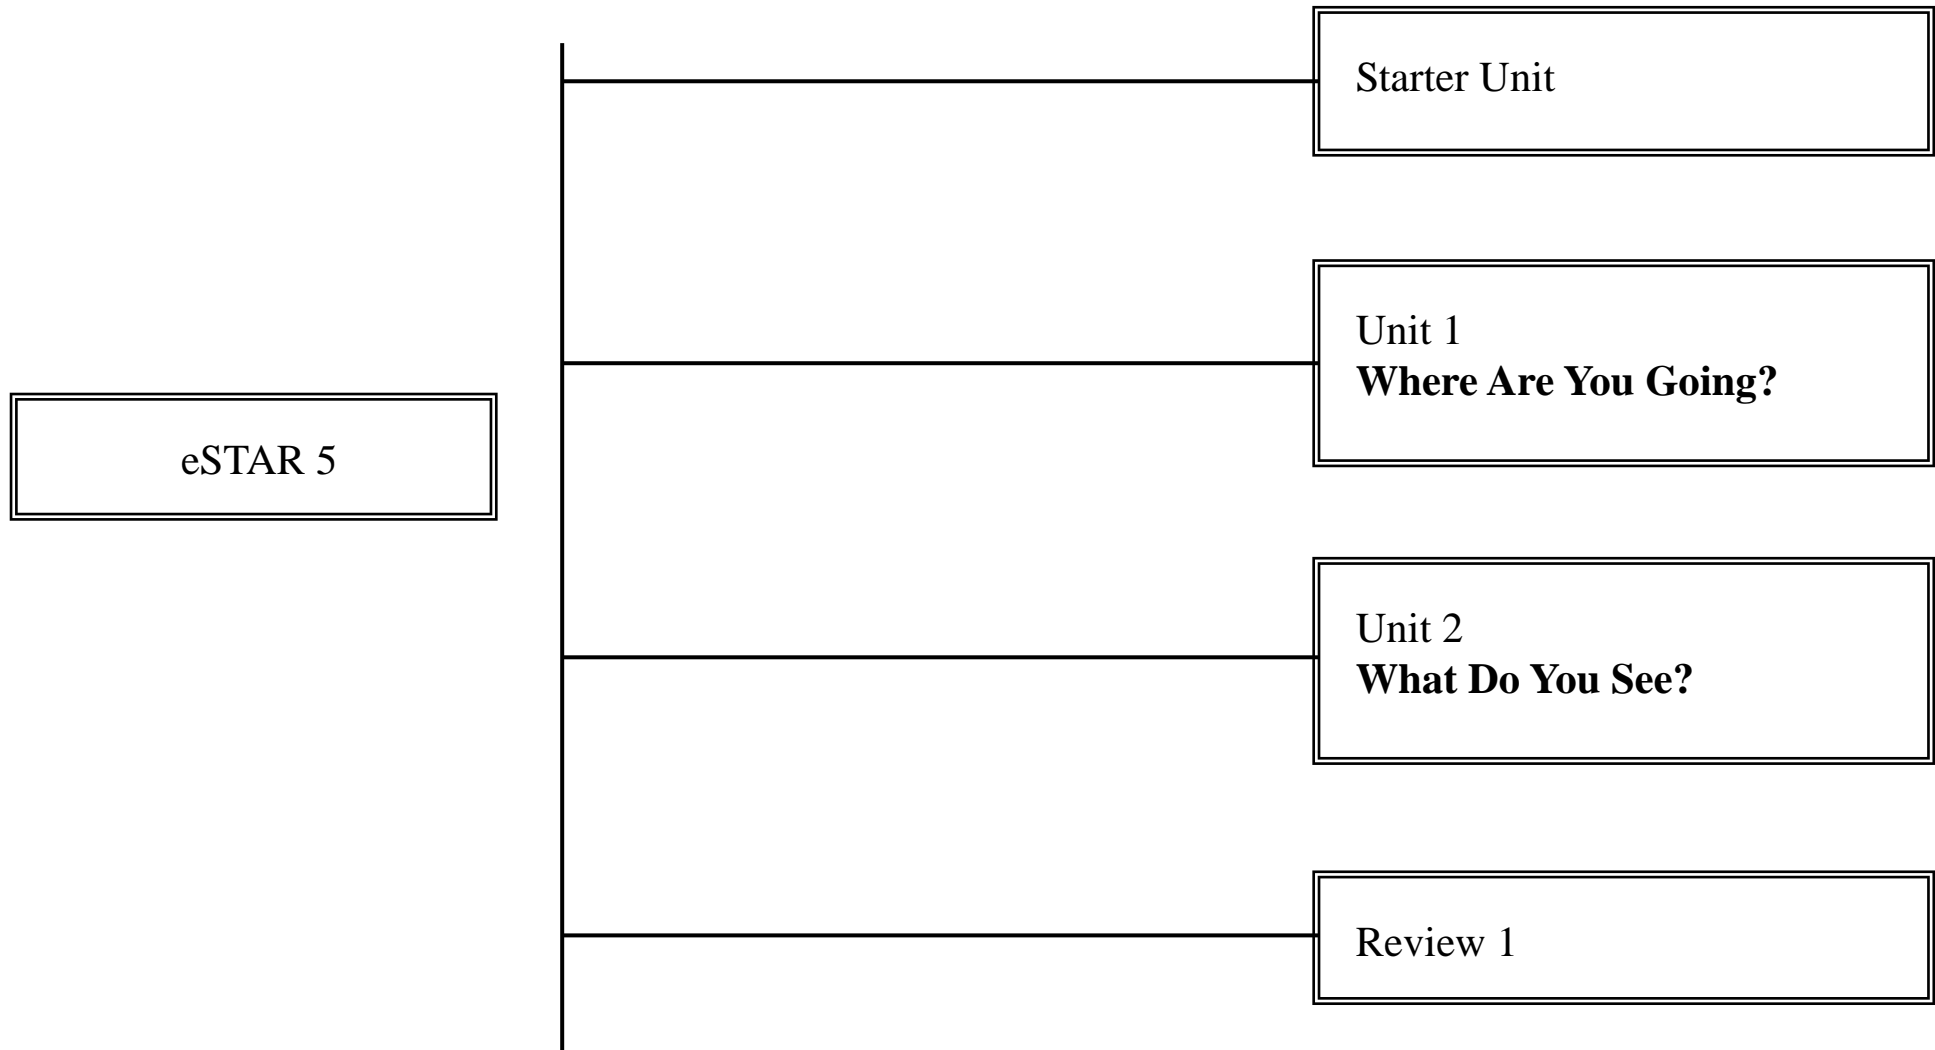 Starter Unit
Unit 1
Where Are You Going?
eSTAR 5
Unit 2
What Do You See?
Review 1